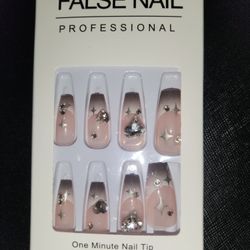 FALSE NAIL
PROFESSIONAL
One Minute Nail Tip